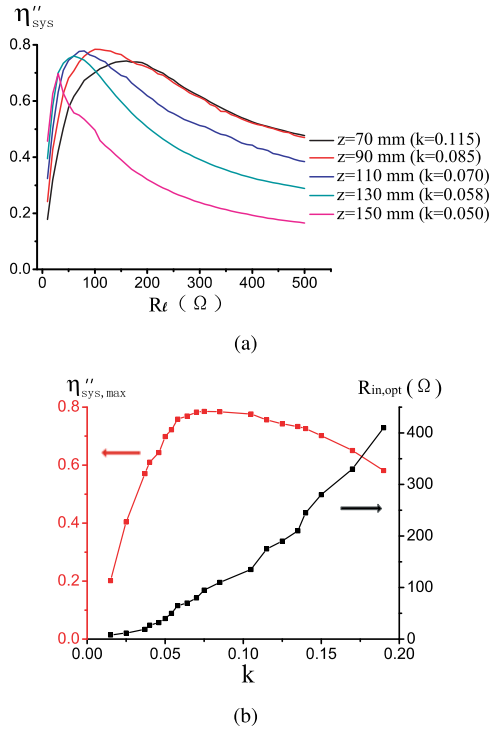 η″sys
0.8
0.6
0.4
0.2
0.0
0 100 200 300 400 500
Rℓ ( Ω )
z=70 mm (k=0.115)
z=90 mm (k=0.085)
z=110 mm (k=0.070)
z=130 mm (k=0.058)
z=150 mm (k=0.050)
(a)
η″sys,max
Rin,opt (Ω)
0.8
0.6
0.4
0.2
0.0
400
300
200
100
0
0.00 0.05 0.10 0.15 0.20
k
(b)